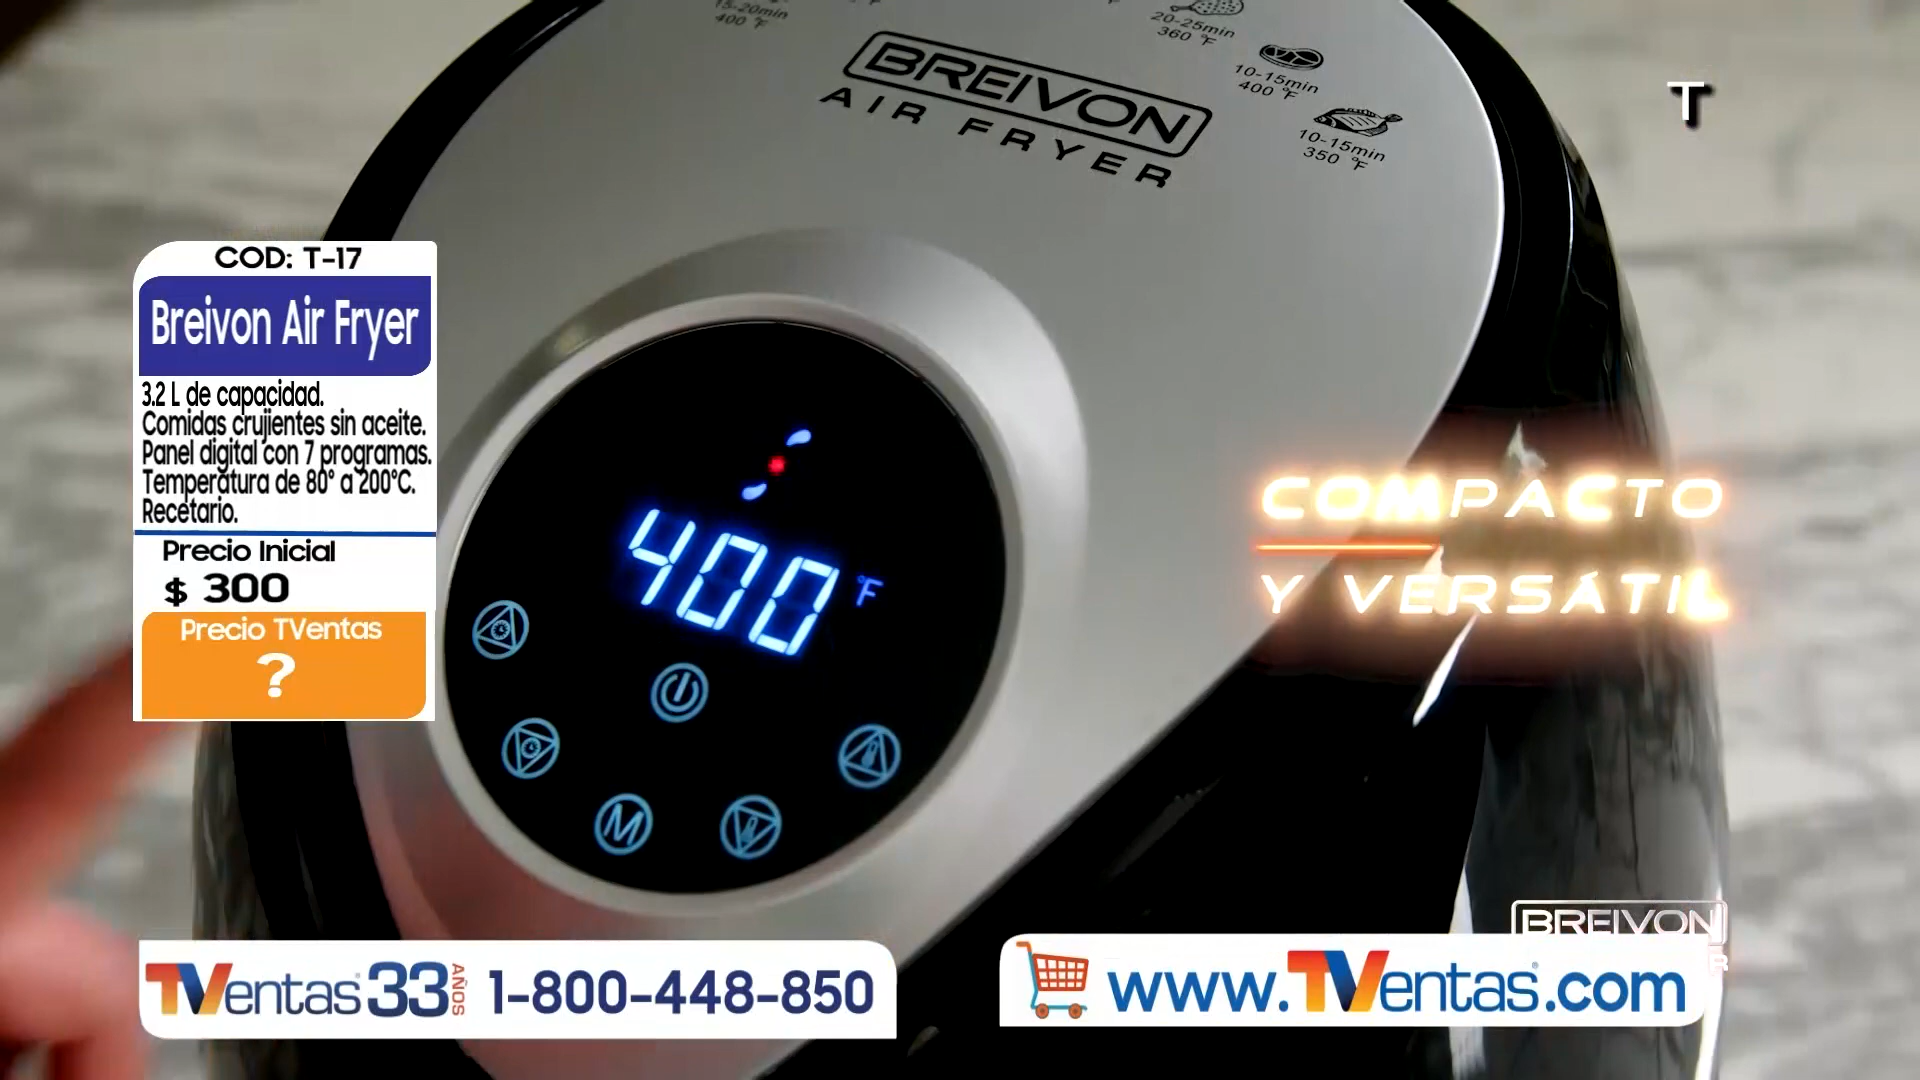 15-20min
400 °F
20-25min
360 °F
10-15min
400 °F
10-15min
350 °F
BREIVON
AIR FRYER
T
COD: T-17
Breivon Air Fryer
3.2 L de capacidad.
Comidas crujientes sin aceite.
Panel digital con 7 programas.
Temperatura de 80° a 200°C.
Recetario.
Precio Inicial
$ 300
Precio TVentas
?
400 °F
M
COMPACTO
Y VERSÁTIL
BREIVON
R
TVentas 33 AÑOS 1-800-448-850
www.TVentas.com